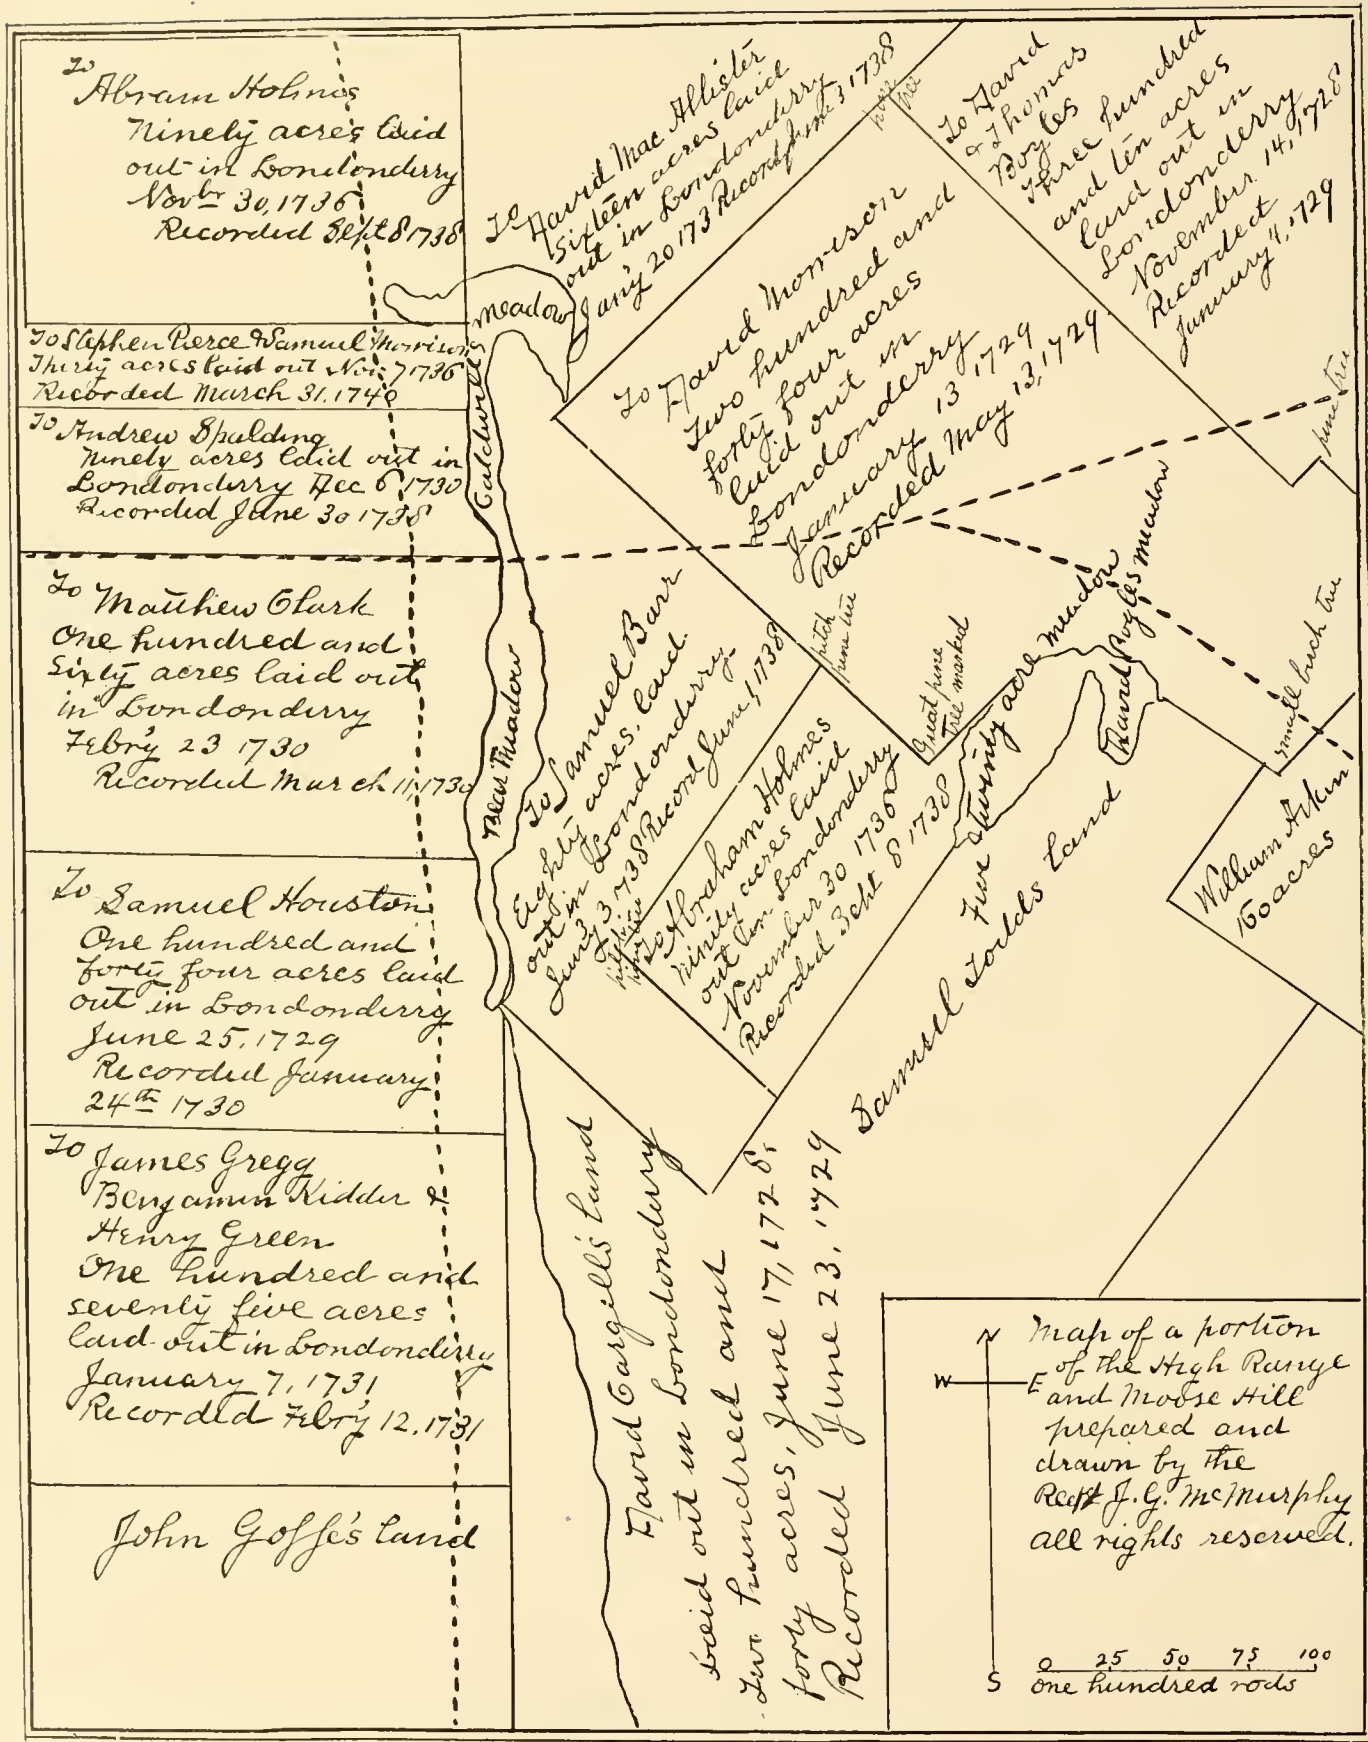 To
Abram Holmes
Ninety acres laid
out in Londonderry
Novbr 30, 1736
Recorded Sept 8 1738
To Stephen Pierce & Samuel Morrison
Thirty acres laid out Nov. 7 1736
Recorded March 31. 1740
To Andrew Spalding
Ninety acres laid out in
Londonderry Dec 6 1730
Recorded June 30 1738
To Matthew Clark
One hundred and
Sixty acres laid out
in Londonderry
Febr'y 23 1730
Recorded March 11, 1730
To Samuel Houston
One hundred and
forty four acres laid
out in Londonderry
June 25, 1729
Recorded January
24th 1730
To James Gregg
Benjamin Kidder &
Henry Green
One hundred and
seventy five acres
laid out in Londonderry
January 7, 1731
Recorded Febr'y 12, 1731
John Goffe's land
To
David Mac Allister
Sixteen acres laid
out in Londonderry
Jan'y 20 173 Record June 3 1738
meadow
Caldwells
Bear Meadow
pine
tree
To David
& Thomas
Boyles
Three hundred
and ten acres
laid out in
Londonderry
November 14, 1728
Recorded
January 4, 1729
pine tree
To David Morrison
Two hundred and
forty four acres
laid out in
Londonderry
January 13 1729
Recorded May 13, 1729
pitch
pine tree
Great pine
tree marked
To Samuel Barr
Eighty acres laid
out in Londonderry
3, 1738 Record June 1, 1738
To Abraham Holmes
Ninety acres laid
out in Londonderry
November 30 1736
Recorded Sept 8 1738
Five & Twenty acre meadow
David Boyles meadow
small birch tree
William Aiken
60 acres
Samuel Todds Land
David Cargill's land
David
laid out in Londonderry
Two hundred and
forty acres, June 17, 1728,
Recorded June 23, 1729
N
W
E
S
Map of a portion
of the High Range
and Moose Hill
prepared and
drawn by the
J. G. McMurphy
all rights reserved.
0 25 50 75 100
one hundred rods